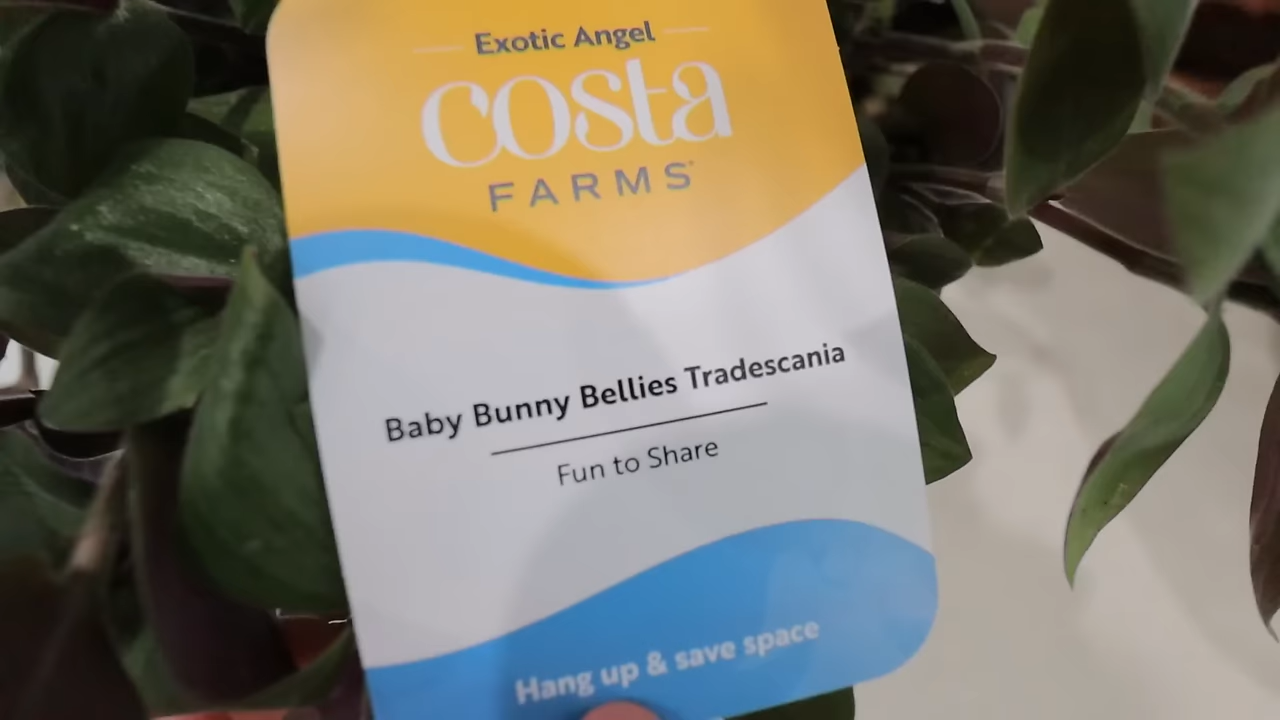 Exotic Angel
costa
FARMS
Baby Bunny Bellies Tradescania
Fun to Share
Hang up & save space